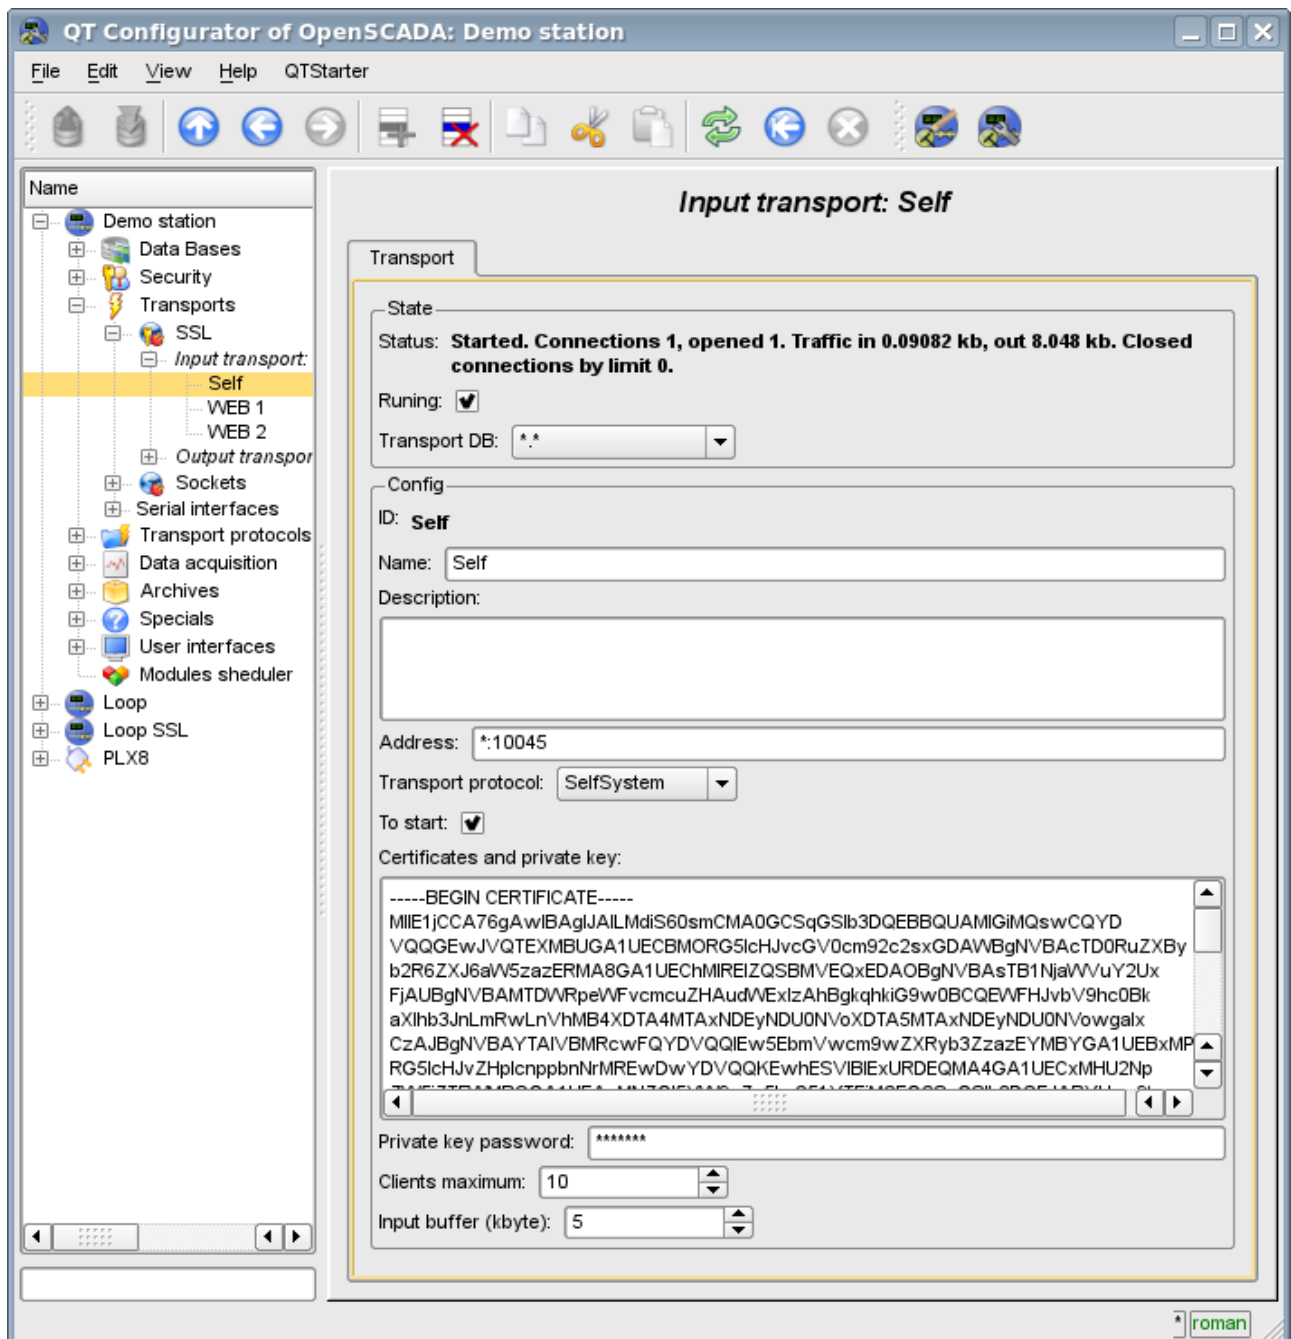 QT Configurator of OpenSCADA: Demo station
File Edit View Help QTStarter
Name
Demo station
Data Bases
Security
Transports
SSL
Input transport:
Self
WEB 1
WEB 2
Output transpor
Sockets
Serial interfaces
Transport protocols
Data acquisition
Archives
Specials
User interfaces
Modules sheduler
Loop
Loop SSL
PLX8
Input transport: Self
Transport
State
Status: Started. Connections 1, opened 1. Traffic in 0.09082 kb, out 8.048 kb. Closed
connections by limit 0.
Runing:
Transport DB: *.*
Config
ID: Self
Name: Self
Description:
Address: *:10045
Transport protocol: SelfSystem
To start:
Certificates and private key:
-----BEGIN CERTIFICATE-----
MIIE1jCCA76gAwIBAgIJAILMdiS60smCMA0GCSqGSIb3DQEBBQUAMIGiMQswCQYD
VQQGEwJVQTEXMBUGA1UECBMORG5lcHJvcGV0cm92c2sxGDAWBgNVBAcTD0RuZXBy
b2R6ZXJ6aW5zazERMA8GA1UEChMIREIZQSBMVEQxEDAOBgNVBAsTB1NjaWVuY2Ux
FjAUBgNVBAMTDWRpeWFvcmcuZHAudWExIzAhBgkqhkiG9w0BCQEWFHJvbV9hc0Bk
aXlhb3JnLmRwLnVhMB4XDTA4MTAxNDEyNDU0NVoXDTA5MTAxNDEyNDU0NVowgaIx
CzAJBgNVBAYTAlVBMRcwFQYDVQQIEw5EbmVwcm9wZXRyb3ZzazEYMBYGA1UEBxMP
RG5lcHJvZHplcnppbnNrMREwDwYDVQQKEwhESVlBIExURDEQMA4GA1UECxMHU2Np
Private key password: *******
Clients maximum: 10
Input buffer (kbyte): 5
* roman